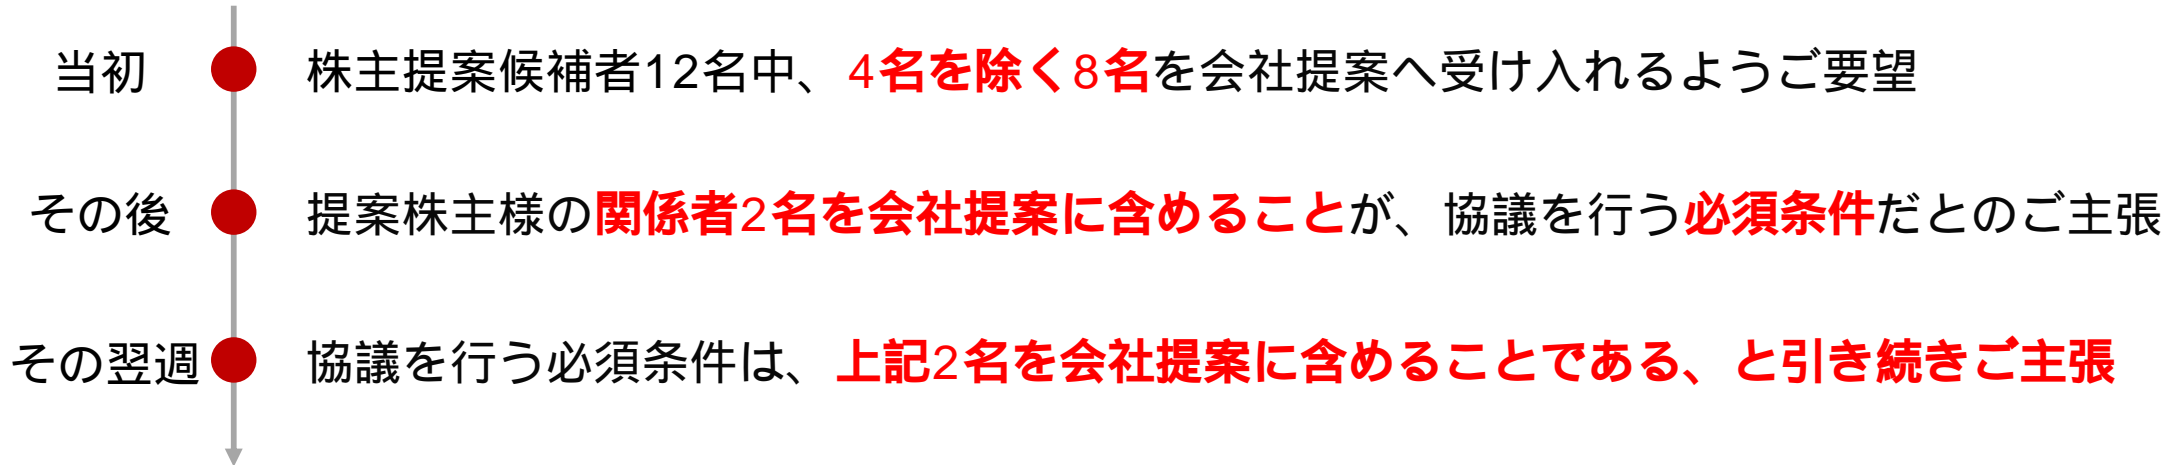 当初 株主提案候補者12名中、4名を除く8名を会社提案へ受け入れるようご要望
その後 提案株主様の関係者2名を会社提案に含めることが、協議を行う必須条件だとのご主張
その翌週 協議を行う必須条件は、上記2名を会社提案に含めることである、と引き続きご主張